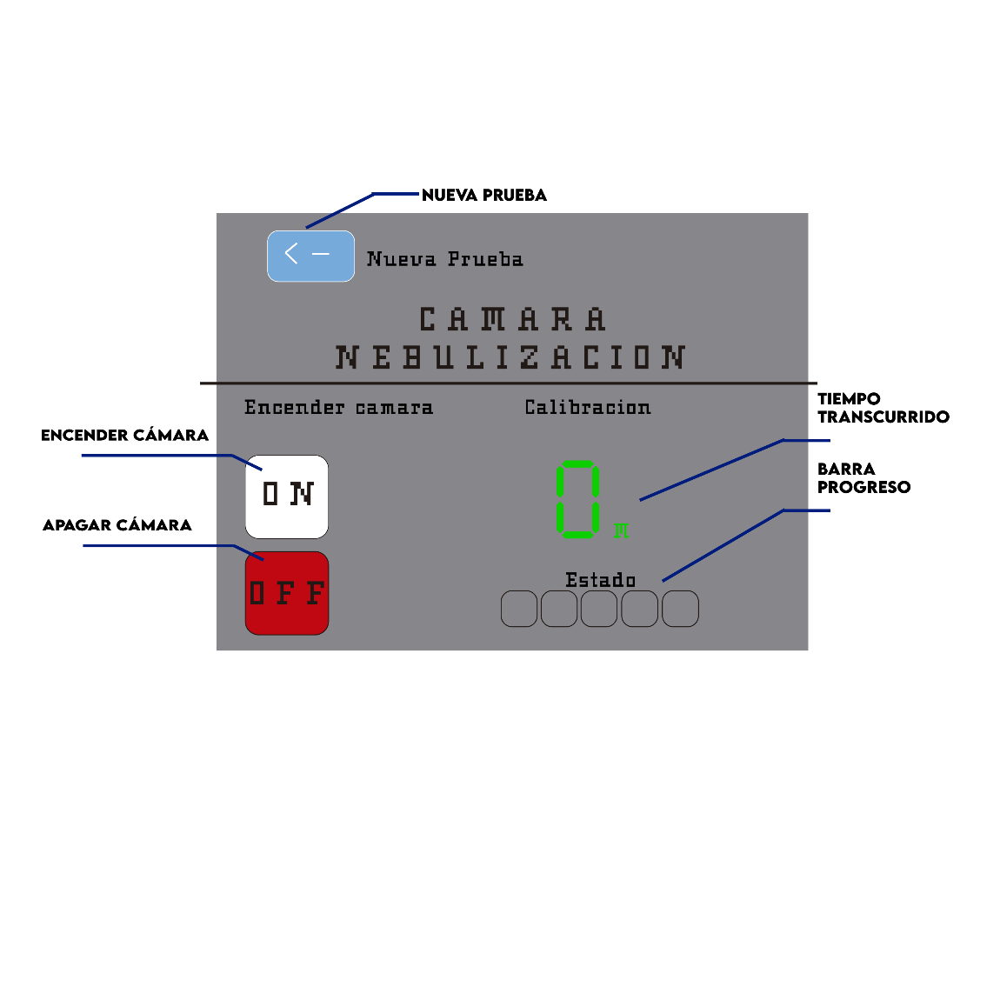 NUEVA PRUEBA
<- Nueva Prueba
CAMARA
NEBULIZACION
Encender camara
Calibracion
TIEMPO
TRANSCURRIDO
ENCENDER CÁMARA
ON
0 m
BARRA
PROGRESO
APAGAR CÁMARA
OFF
Estado